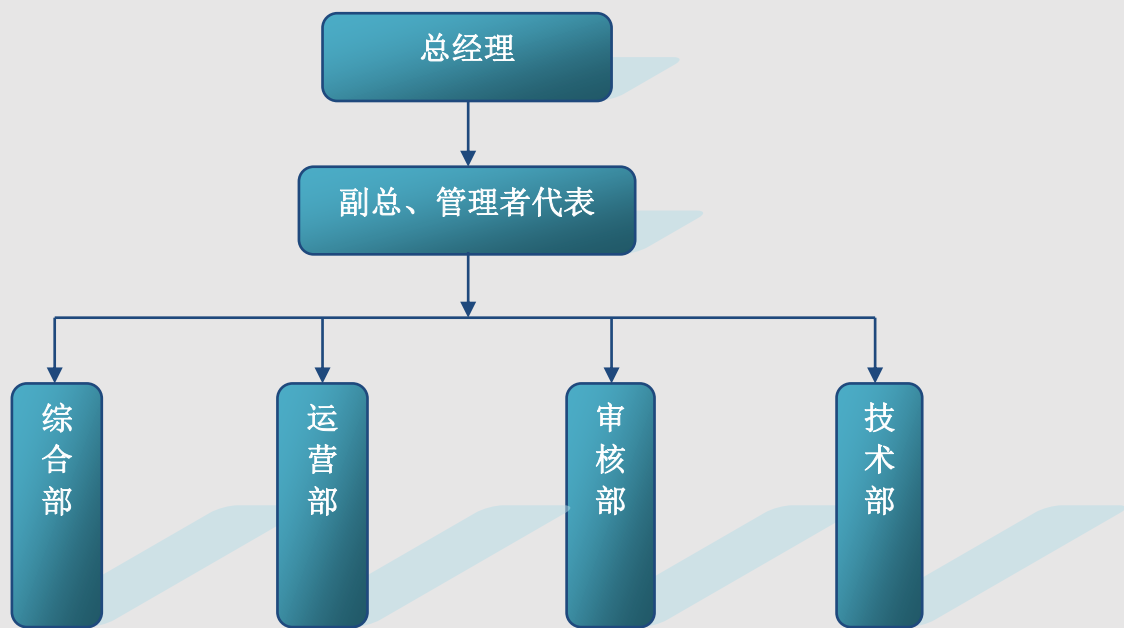 总经理
副总、管理者代表
综合部
运营部
审核部
技术部